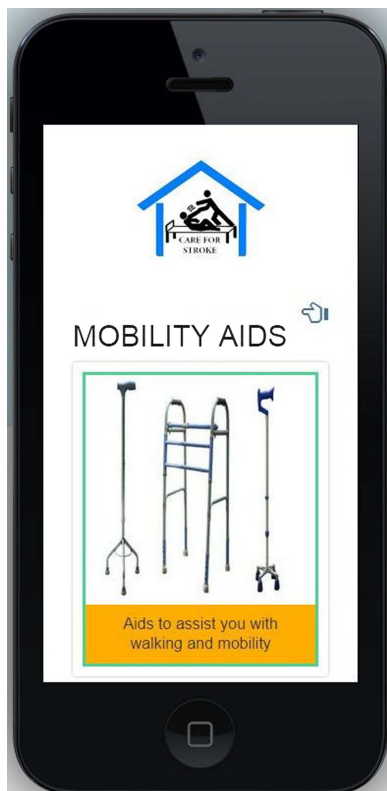 CARE FOR
STROKE
MOBILITY AIDS
Aids to assist you with
walking and mobility